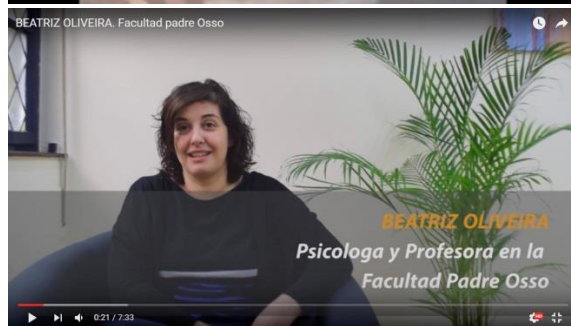 BEATRIZ OLIVEIRA. Facultad padre Osso
BEATRIZ OLIVEIRA
Psicologa y Profesora en la
Facultad Padre Osso
0:21 / 7:33